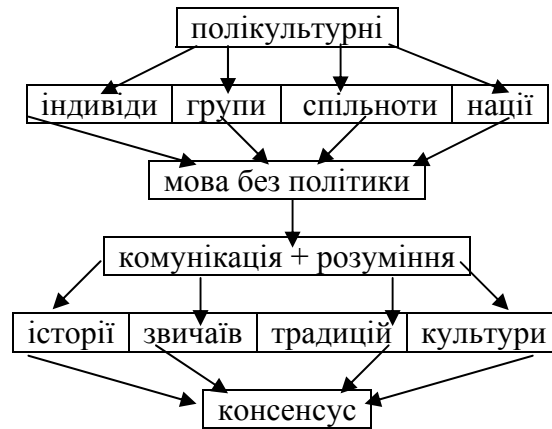 полікультурні
індивіди групи спільноти нації
мова без політики
комунікація + розуміння
історії звичаїв традицій культури
консенсус